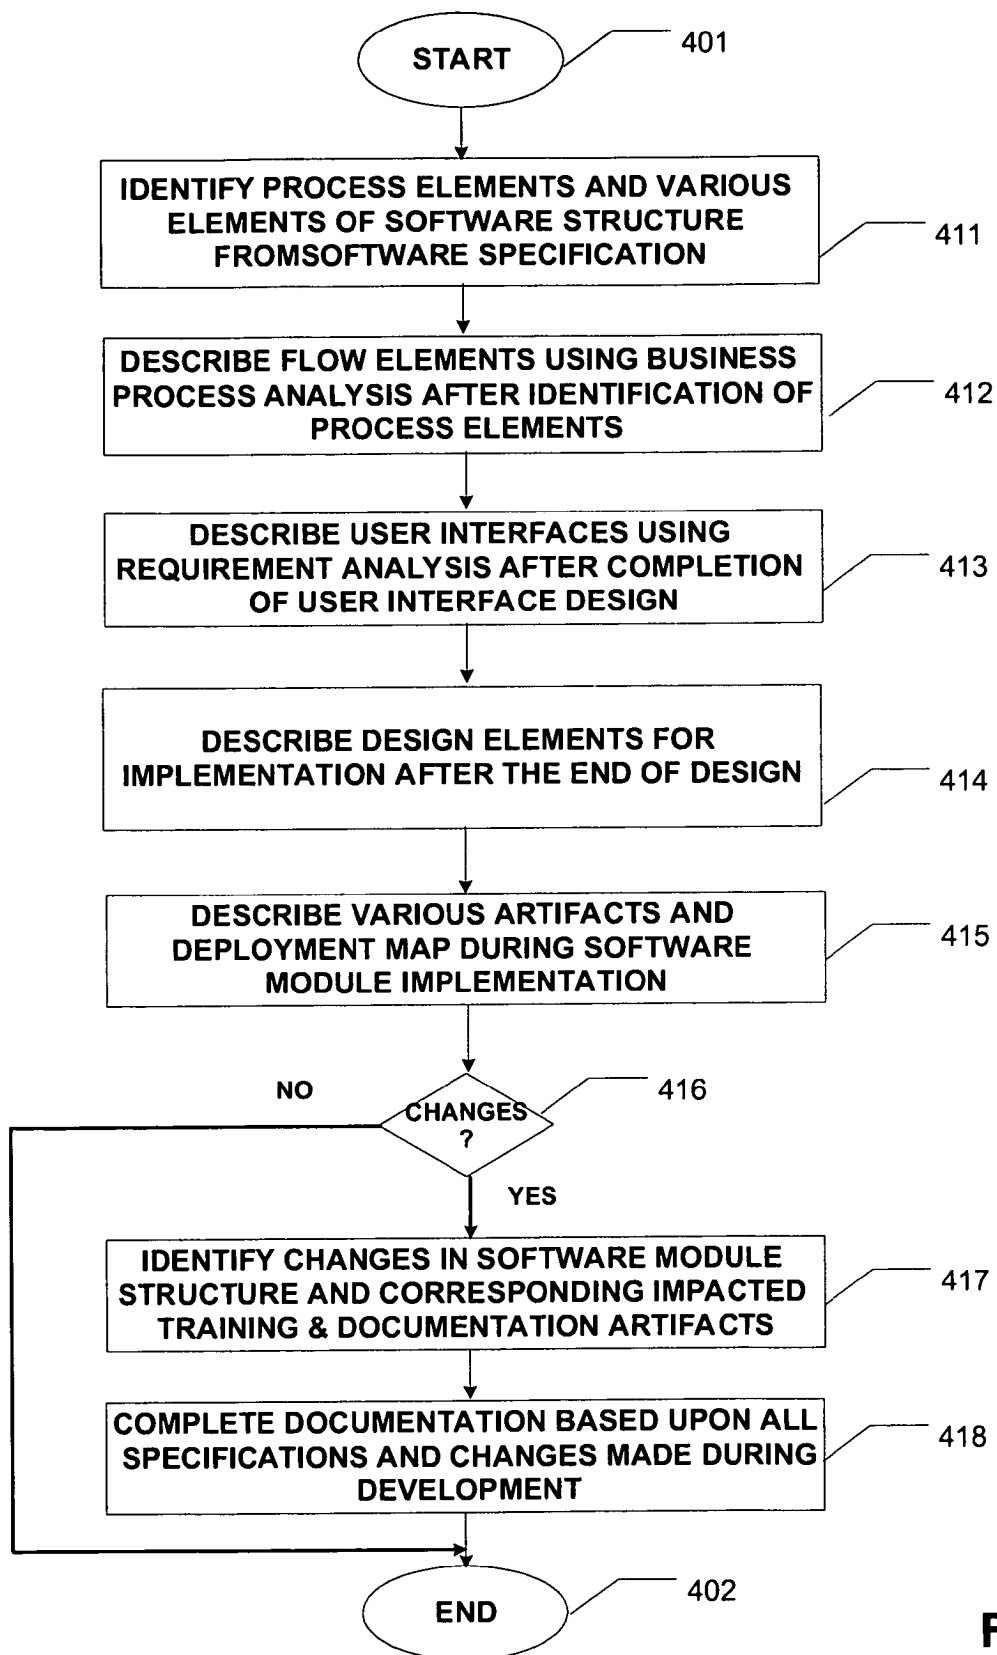 START
401
IDENTIFY PROCESS ELEMENTS AND VARIOUS
ELEMENTS OF SOFTWARE STRUCTURE
FROMSOFTWARE SPECIFICATION
411
DESCRIBE FLOW ELEMENTS USING BUSINESS
PROCESS ANALYSIS AFTER IDENTIFICATION OF
PROCESS ELEMENTS
412
DESCRIBE USER INTERFACES USING
REQUIREMENT ANALYSIS AFTER COMPLETION
OF USER INTERFACE DESIGN
413
DESCRIBE DESIGN ELEMENTS FOR
IMPLEMENTATION AFTER THE END OF DESIGN
414
DESCRIBE VARIOUS ARTIFACTS AND
DEPLOYMENT MAP DURING SOFTWARE
MODULE IMPLEMENTATION
415
NO
CHANGES
?
416
YES
IDENTIFY CHANGES IN SOFTWARE MODULE
STRUCTURE AND CORRESPONDING IMPACTED
TRAINING & DOCUMENTATION ARTIFACTS
417
COMPLETE DOCUMENTATION BASED UPON ALL
SPECIFICATIONS AND CHANGES MADE DURING
DEVELOPMENT
418
END
402